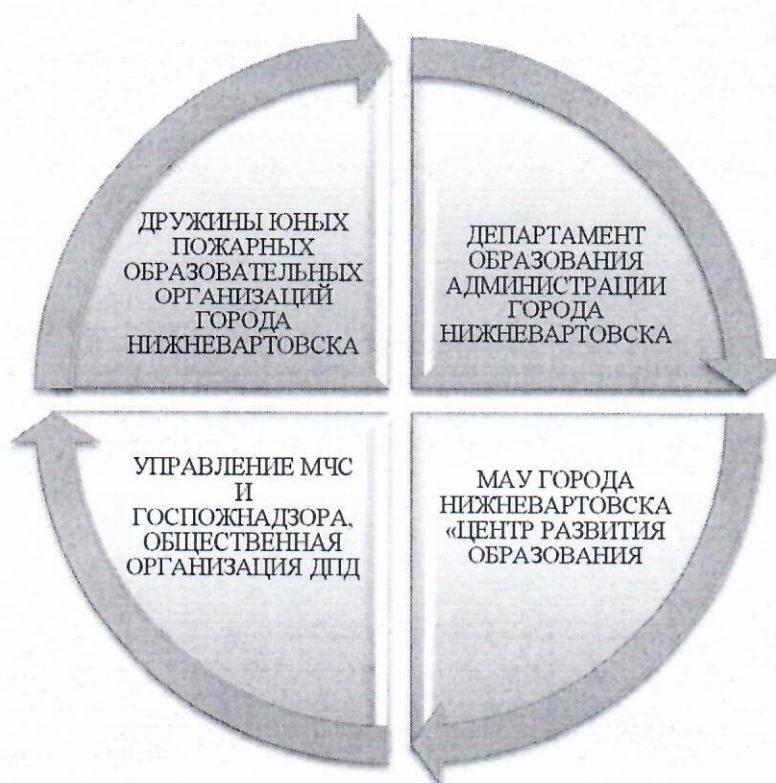 ДРУЖИНЫ ЮНЫХ
ПОЖАРНЫХ
ОБРАЗОВАТЕЛЬНЫХ
ОРГАНИЗАЦИЙ
ГОРОДА
НИЖНЕВАРТОВСКА
ДЕПАРТАМЕНТ
ОБРАЗОВАНИЯ
АДМИНИСТРАЦИИ
ГОРОДА
НИЖНЕВАРТОВСКА
УПРАВЛЕНИЕ МЧС
И
ГОСПОЖНАДЗОРА,
ОБЩЕСТВЕННАЯ
ОРГАНИЗАЦИЯ ДПД
МАУ ГОРОДА
НИЖНЕВАРТОВСКА
«ЦЕНТР РАЗВИТИЯ
ОБРАЗОВАНИЯ